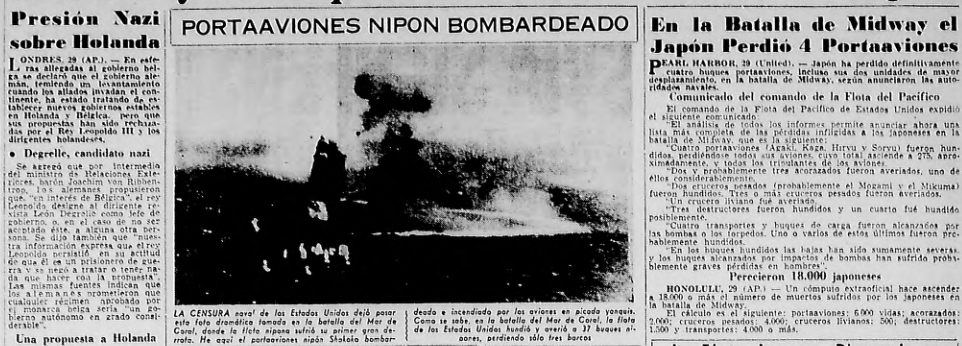 Presión Nazi
sobre Holanda
LONDRES, 29 (AP.). — En esfe-
ras allegadas al gobierno bel-
ga se declaró que el gobierno ale-
mán, temiendo un levantamiento
cuando los aliados invadan el con-
tinente, ha estado tratando de es-
tablecer nuevos gobiernos estables
en Holanda y Bélgica, pero que
sus propuestas han sido rechaza-
das por el Rey Leopoldo III y los
dirigentes holandeses.
• Degrelle, candidato nazi
Se agregó que por intermedio
del ministro de Relaciones Exte-
riores, barón Joachim von Ribben-
trop, los alemanes propusieron
que, "en interés de Bélgica", el rey
Leopoldo designe al dirigente re-
xista León Degrelle como jefe de
gobierno, o, en el caso de no ser
aceptado éste, a alguna otra per-
sona. Se dijo también que "nues-
tra información expresa que el rey
Leopoldo persistió en su actitud
de que él es un prisionero de gue-
rra y se negó a tratar o tener na-
da que hacer con la propuesta".
Las mismas fuentes indican que
los alemanes prometieron que
cualquier régimen aprobado por
el monarca belga sería "un go-
bierno autónomo en grado consi-
derable".
Una propuesta a Holanda
PORTAAVIONES NIPON BOMBARDEADO
LA CENSURA naval de los Estados Unidos dejó pasar
esta foto dramática tomada en la batalla del Mar de
Coral, donde la flota nipona sufrió su primer gran de-
rrota. He aquí el portaaviones nipón Shokaku bombar-
deado e incendiado por los aviones en picada yanquis.
Como se sabe, en la batalla del Mar de Coral, la flota
de los Estados Unidos hundió y averió a 37 buques ni-
pones, perdiendo sólo tres barcos
En la Batalla de Midway el
Japón Perdió 4 Portaaviones
PEARL HARBOR, 29 (United). — Japón ha perdido definitivamente
cuatro buques portaaviones, incluso sus dos unidades de mayor
desplazamiento, en la batalla de Midway, según anunciaron las auto-
ridades navales.
Comunicado del comando de la Flota del Pacífico
El comando de la Flota del Pacífico de Estados Unidos expidió
el siguiente comunicado:
"El análisis de todos los informes permite anunciar ahora una
lista más completa de las pérdidas infligidas a los japoneses en la
batalla de Midway, que es la siguiente:
"Cuatro portaaviones (Agaki, Kaga, Hiryu y Soryu) fueron hun-
didos, perdiéndose todos sus aviones, cuyo total asciende a 275, apro-
ximadamente, y todos los tripulantes de los aviones.
"Dos y probablemente tres acorazados fueron averiados, uno de
ellos considerablemente.
"Dos cruceros pesados (probablemente el Mogami y el Mikuma)
fueron hundidos. Tres o más cruceros pesados fueron averiados.
"Un crucero liviano fué averiado.
"Tres destructores fueron hundidos y un cuarto fué hundido
posiblemente.
"Cuatro transportes y buques de carga fueron alcanzados por
las bombas o los torpedos. Uno o varios de estos últimos fueron pro-
bablemente hundidos.
"En los buques hundidos las bajas han sido sumamente severas,
y los buques alcanzados por impactos de bombas han sufrido proba-
blemente graves pérdidas en hombres".
Perecieron 18.000 japoneses
HONOLULU, 29 (AP.). — Un cómputo extraoficial hace ascender
a 18.000 o más el número de muertos sufridos por los japoneses en
la batalla de Midway.
El cálculo es el siguiente: portaaviones: 6.000 vidas; acorazados:
2.000; cruceros pesados: 4.000; cruceros livianos: 500; destructores:
1.500 y transportes: 4.000 o más.